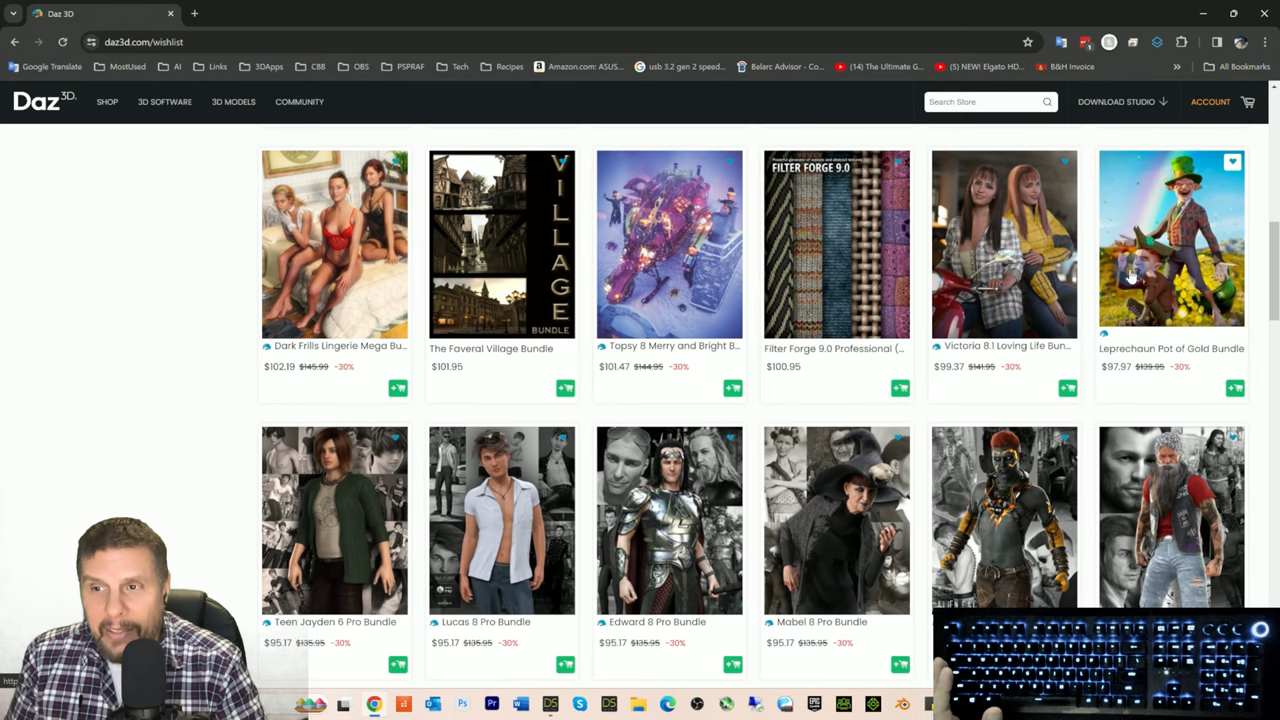 Daz 3D
daz3d.com/wishlist
Google Translate
MostUsed
AI
Links
3DApps
CBB
OBS
PSPRAF
Tech
Recipes
Amazon.com: ASUS...
usb 3.2 gen 2 speed...
Belarc Advisor - Co...
(14) The Ultimate G...
(5) NEW! Elgato HD...
B&H Invoice
»
All Bookmarks
Daz 3D
SHOP
3D SOFTWARE
3D MODELS
COMMUNITY
Search Store
DOWNLOAD STUDIO
ACCOUNT
VILLAGE
BUNDLE
FILTER FORGE 9.0
Dark Frills Lingerie Mega Bu...
The Faveral Village Bundle
Topsy 8 Merry and Bright B...
Filter Forge 9.0 Professional (...
Victoria 8.1 Loving Life Bun...
Leprechaun Pot of Gold Bundle
$102.19 $145.99 -30%
$101.95
$101.47 $144.95 -30%
$100.95
$99.37 $141.95 -30%
$97.97 $139.95 -30%
Teen Jayden 6 Pro Bundle
Lucas 8 Pro Bundle
Edward 8 Pro Bundle
Mabel 8 Pro Bundle
$95.17 $135.95 -30%
$95.17 $135.95 -30%
$95.17 $135.95 -30%
$95.17 $135.95 -30%
http